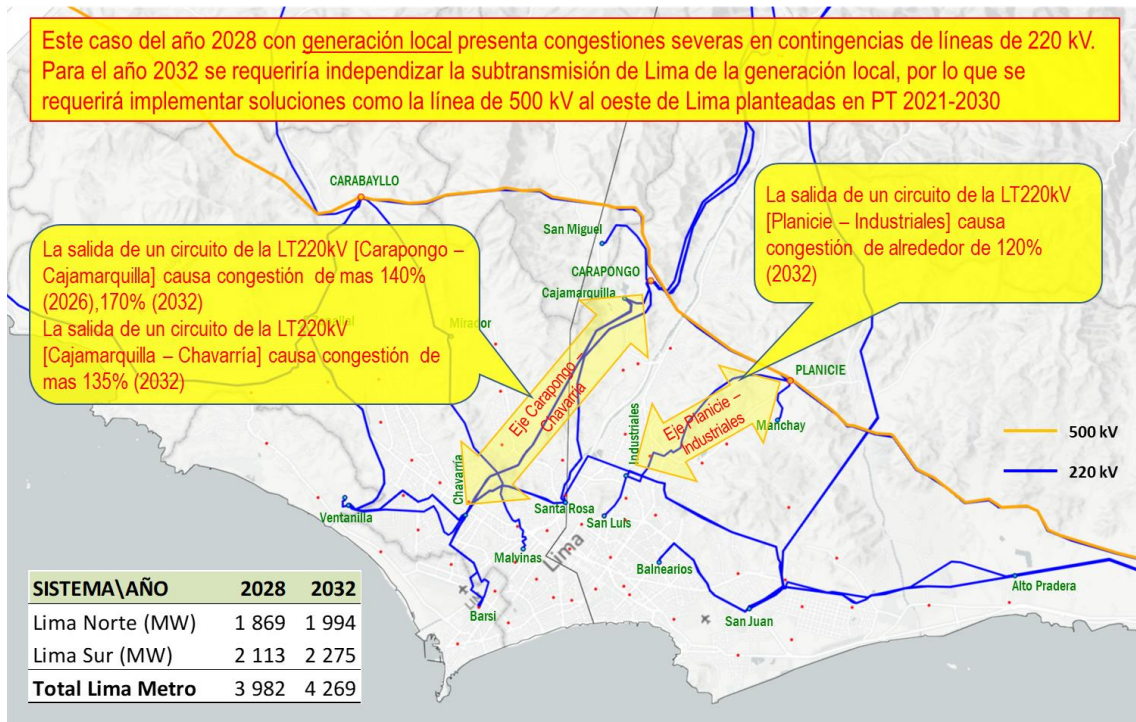 Este caso del año 2028 con generación local presenta congestiones severas en contingencias de líneas de 220 kV.
Para el año 2032 se requeriría independizar la subtransmisión de Lima de la generación local, por lo que se
requerirá implementar soluciones como la línea de 500 kV al oeste de Lima planteadas en PT 2021-2030
CARABAYLLO
La salida de un circuito de la LT220kV
[Planicie – Industriales] causa
congestión de alrededor de 120%
(2032)
San Miguel
La salida de un circuito de la LT220kV [Carapongo –
Cajamarquilla] causa congestión de mas 140%
(2026),170% (2032)
La salida de un circuito de la LT220kV
[Cajamarquilla – Chavarría] causa congestión de
mas 135% (2032)
CARAPONGO
Cajamarquilla
Mirador
Eje Carapongo –
Chavarría
PLANICIE
Eje Planicie –
Industriales
Manchay
Industriales
500 kV
220 kV
Chavarría
Ventanilla
Santa Rosa
San Luis
Malvinas
Lima
Balnearios
Alto Pradera
Barsi
San Juan
SISTEMA\AÑO 2028 2032
Lima Norte (MW) 1 869 1 994
Lima Sur (MW) 2 113 2 275
Total Lima Metro 3 982 4 269